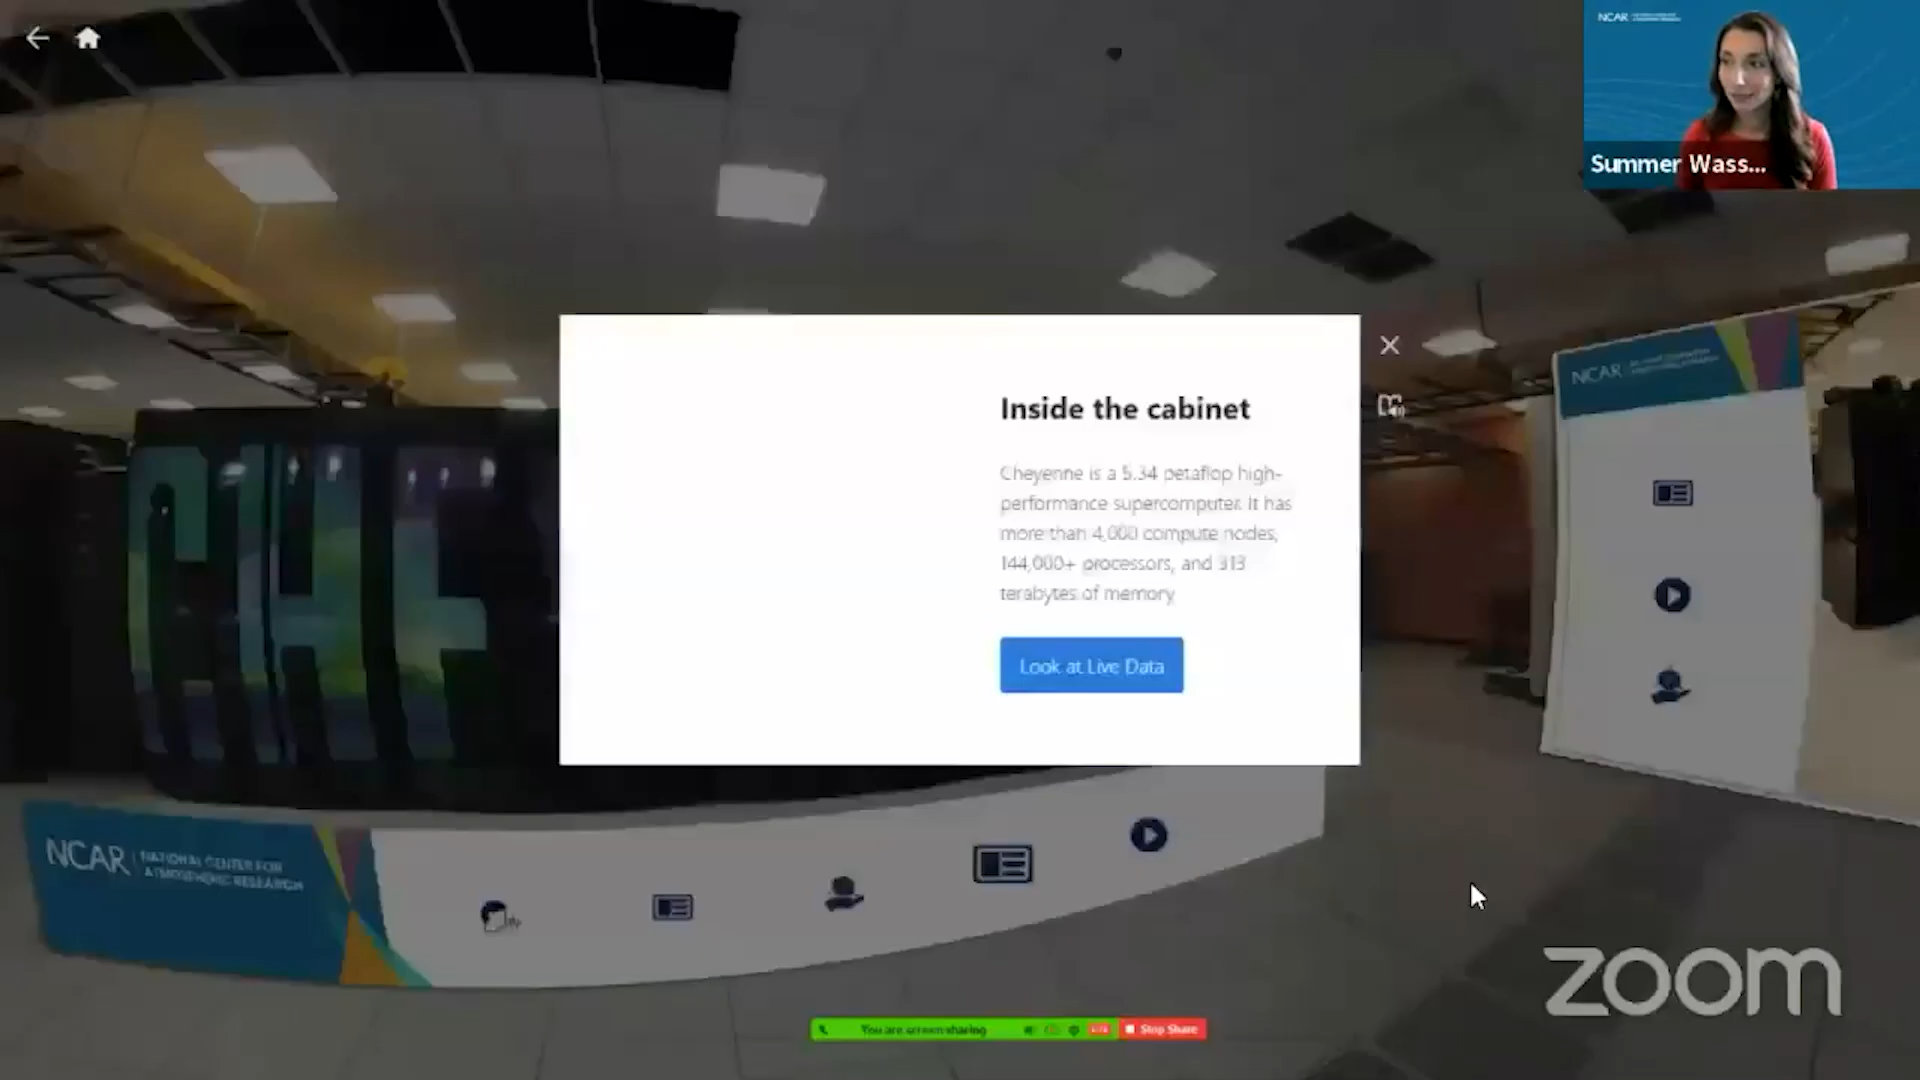 NCAR
Summer Wass...
NCAR
Inside the cabinet
Cheyenne is a 5.34 petaflop high-
performance supercomputer. It has
more than 4,000 compute nodes,
144,000+ processors, and 313
terabytes of memory
Look at Live Data
CHE
NCAR | NATIONAL CENTER FOR
ATMOSPHERIC RESEARCH
zoom
You are screen sharing
Stop Share